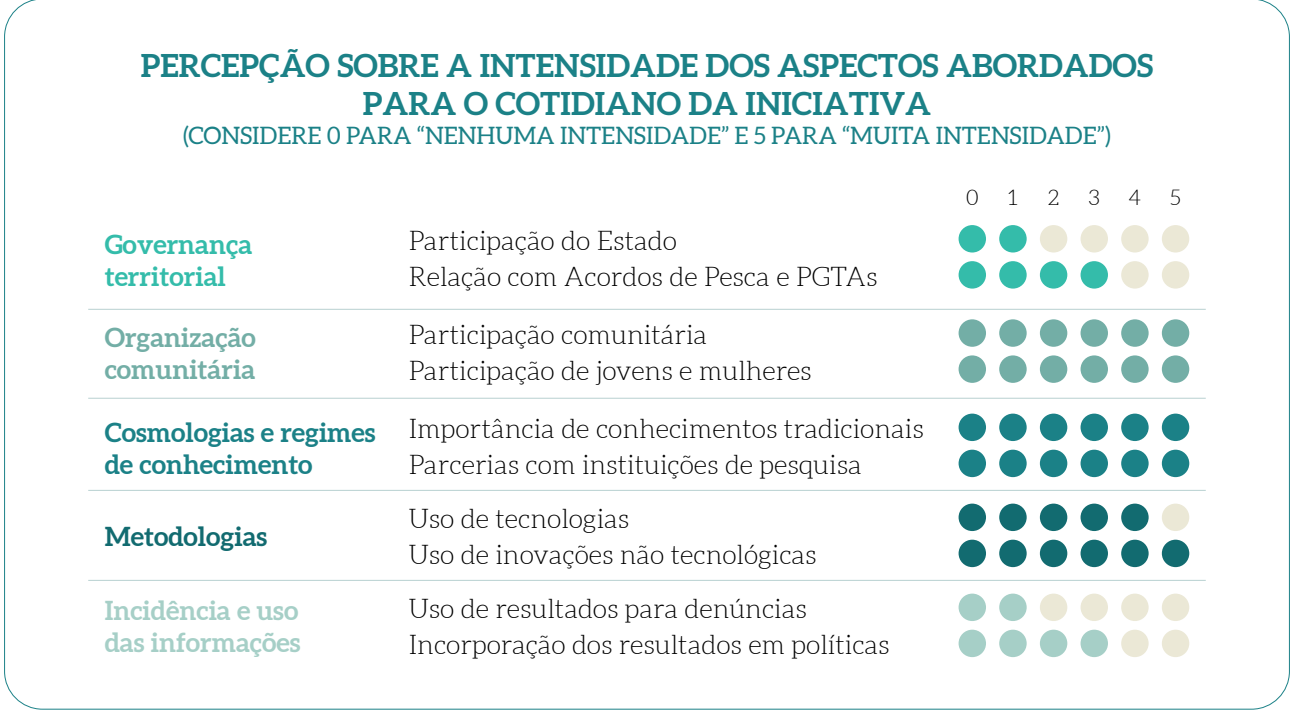 PERCEPÇÃO SOBRE A INTENSIDADE DOS ASPECTOS ABORDADOS
PARA O COTIDIANO DA INICIATIVA
(CONSIDERE 0 PARA “NENHUMA INTENSIDADE” E 5 PARA “MUITA INTENSIDADE”)
0 1 2 3 4 5
Governança
territorial
Participação do Estado
Relação com Acordos de Pesca e PGTAs
Organização
comunitária
Participação comunitária
Participação de jovens e mulheres
Cosmologias e regimes
de conhecimento
Importância de conhecimentos tradicionais
Parcerias com instituições de pesquisa
Metodologias
Uso de tecnologias
Uso de inovações não tecnológicas
Incidência e uso
das informações
Uso de resultados para denúncias
Incorporação dos resultados em políticas